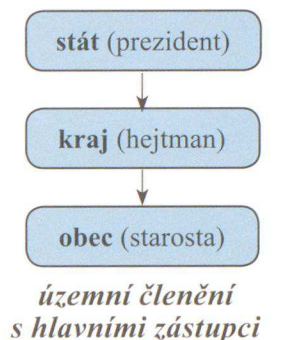 stát (prezident)
kraj (hejtman)
obec (starosta)
územní členění
s hlavními zástupci